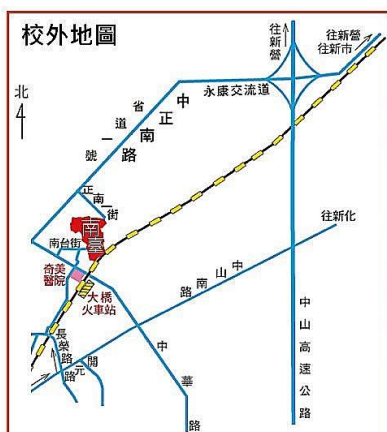 校外地圖
往新營
往新營
往新市
北
永康交流道
省道一號
中正南路
正南一街
南臺
南台街
往新化
奇美
醫院
大橋
火車站
中山南路
中山高速公路
中華路
長榮路
開元路